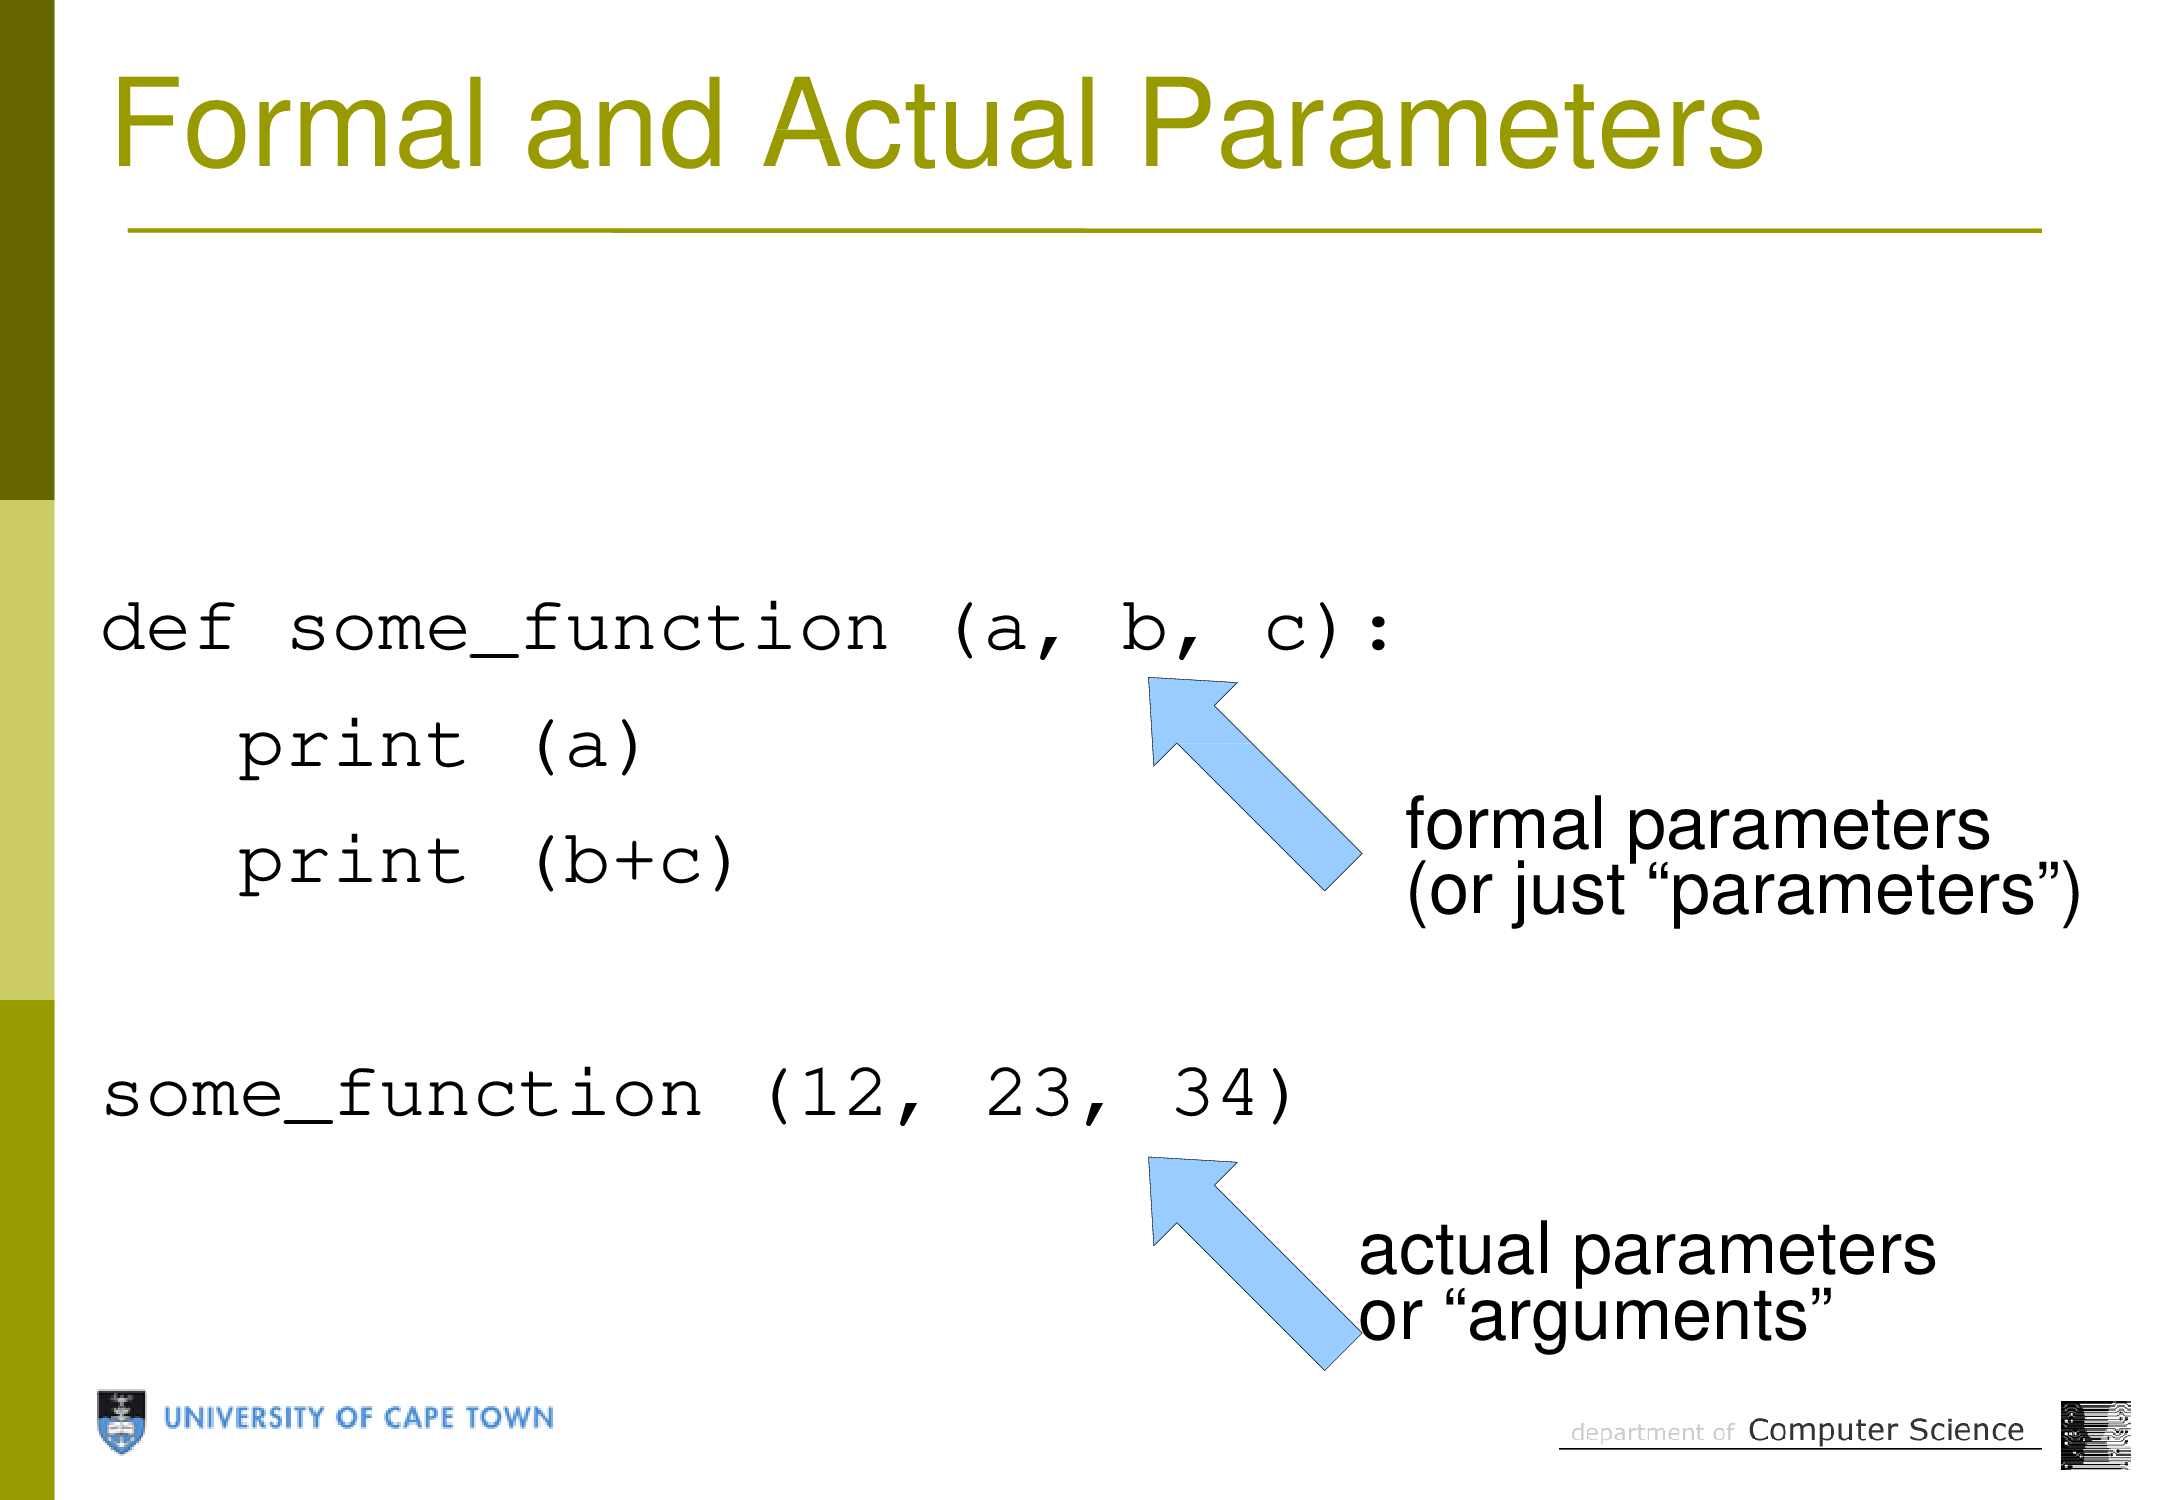 Formal and Actual Parameters
def some_function (a, b, c):
print (a)
print (b+c)
formal parameters
(or just “parameters”)
some_function (12, 23, 34)
actual parameters
or “arguments”
UNIVERSITY OF CAPE TOWN
department of Computer Science